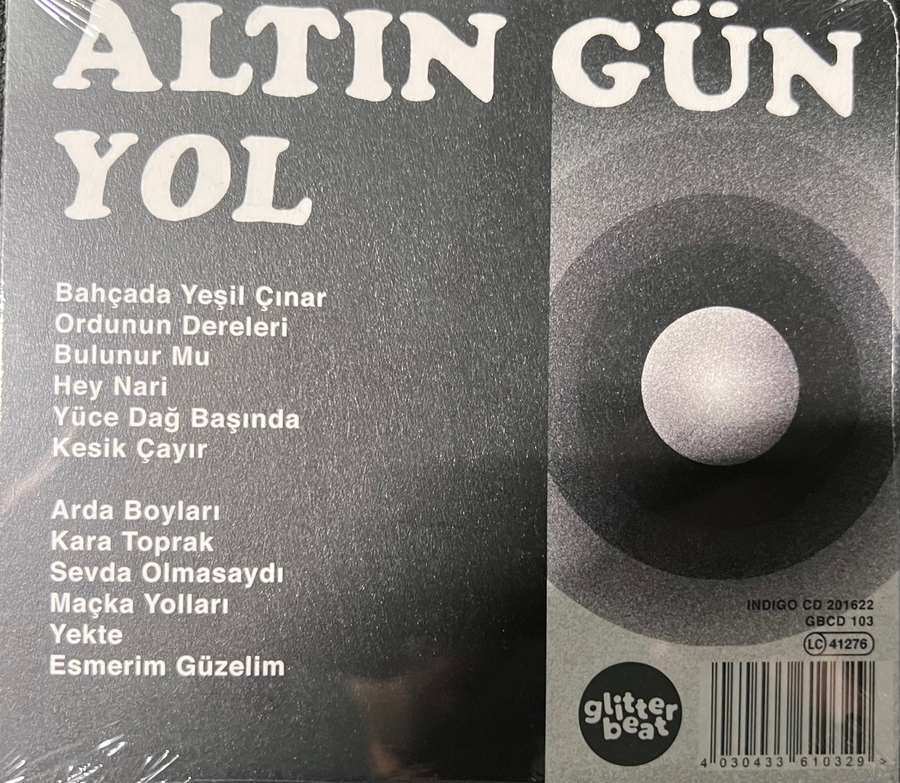 ALTIN GÜN
YOL
Bahçada Yeşil Çınar
Ordunun Dereleri
Bulunur Mu
Hey Nari
Yüce Dağ Başında
Kesik Çayır
Arda Boyları
Kara Toprak
Sevda Olmasaydı
Maçka Yolları
Yekte
Esmerim Güzelim
INDIGO CD 201622
GBCD 103
LC 41276
glitter
beat
4 030433 610329 >